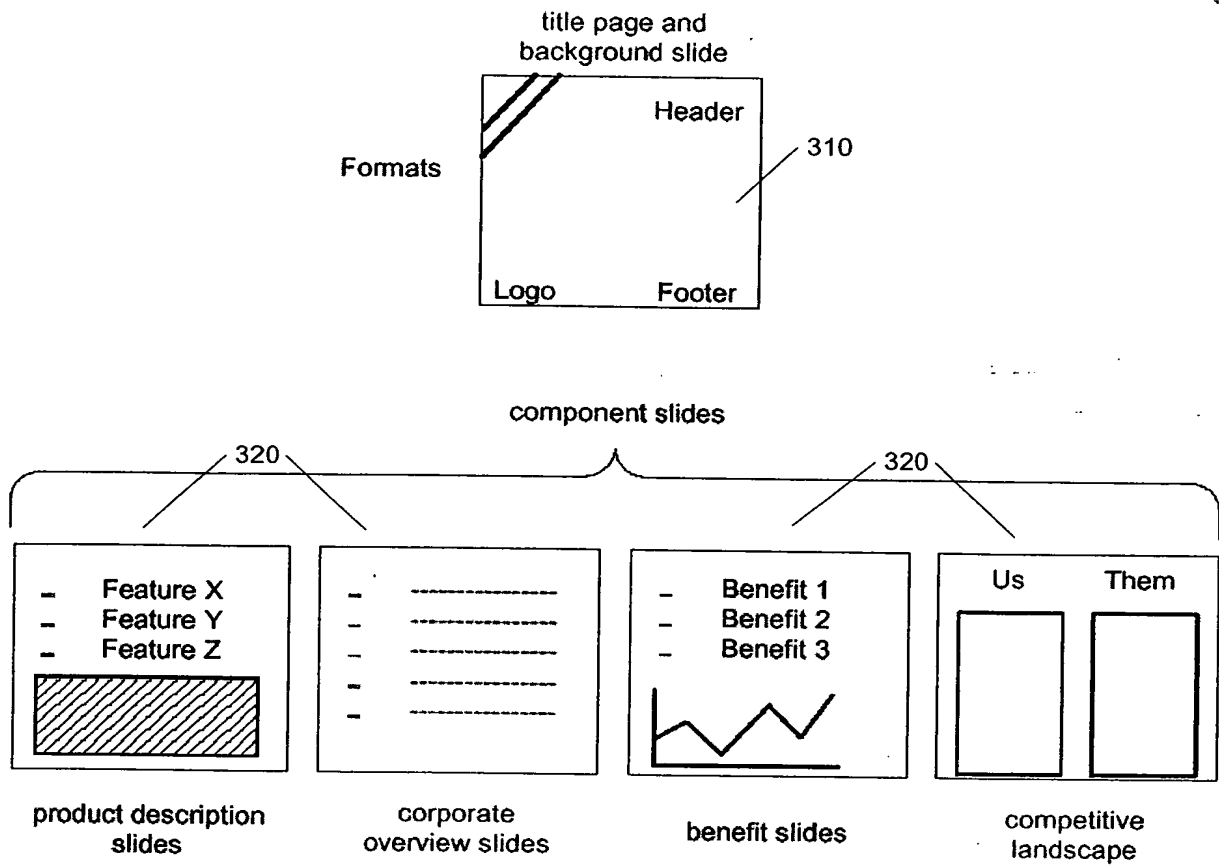 title page and
background slide
Header
310
Formats
Logo Footer
component slides
320 320
Feature X
Feature Y
Feature Z
Benefit 1
Benefit 2
Benefit 3
Us Them
product description
slides
corporate
overview slides
benefit slides
competitive
landscape